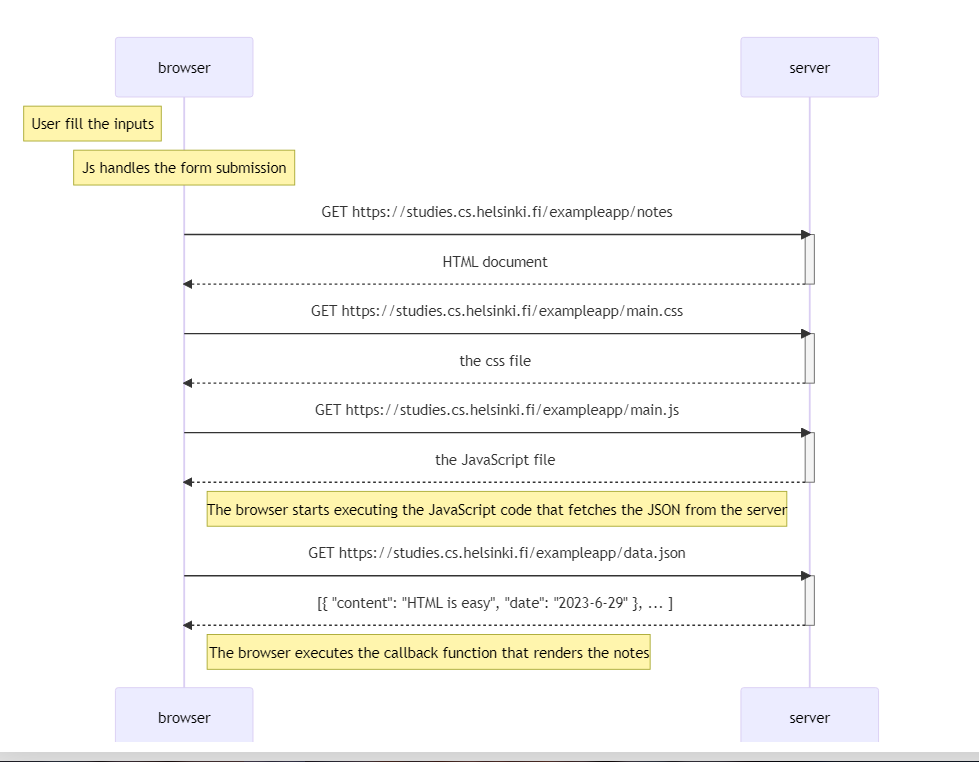 browser
server
User fill the inputs
Js handles the form submission
GET https://studies.cs.helsinki.fi/exampleapp/notes
HTML document
GET https://studies.cs.helsinki.fi/exampleapp/main.css
the css file
GET https://studies.cs.helsinki.fi/exampleapp/main.js
the JavaScript file
The browser starts executing the JavaScript code that fetches the JSON from the server
GET https://studies.cs.helsinki.fi/exampleapp/data.json
[{ "content": "HTML is easy", "date": "2023-6-29" }, ... ]
The browser executes the callback function that renders the notes
browser
server